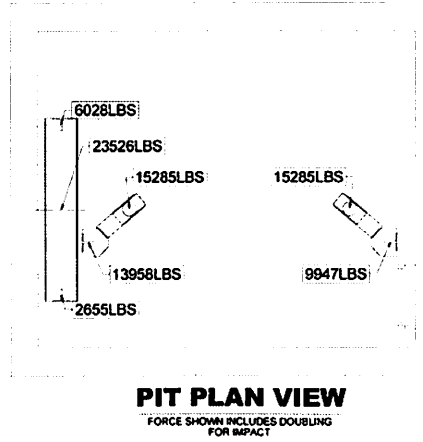 6028LBS
23526LBS
15285LBS 15285LBS
13958LBS 9947LBS
2655LBS
PIT PLAN VIEW
FORCE SHOWN INCLUDES DOUBLING
FOR IMPACT